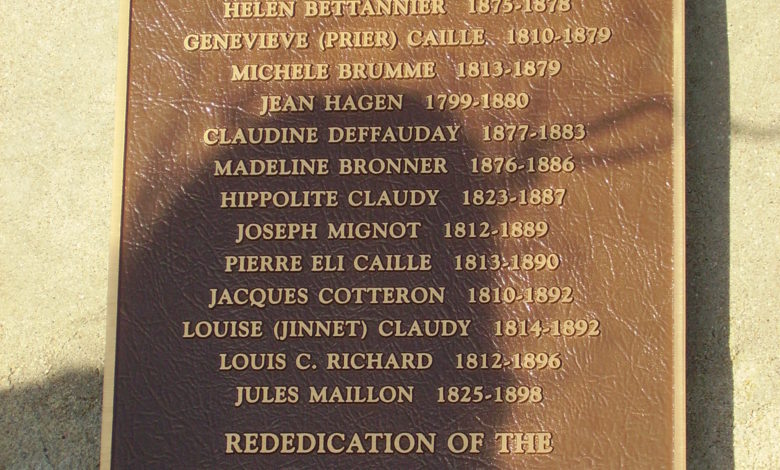 HELEN BETTANNIER 1875-1878
GENEVIEVE (PRIER) CAILLE 1810-1879
MICHELE BRUMME 1813-1879
JEAN HAGEN 1799-1880
CLAUDINE DEFFAUDAY 1877-1883
MADELINE BRONNER 1876-1886
HIPPOLITE CLAUDY 1823-1887
JOSEPH MIGNOT 1812-1889
PIERRE ELI CAILLE 1813-1890
JACQUES COTTERON 1810-1892
LOUISE (JINNET) CLAUDY 1814-1892
LOUIS C. RICHARD 1812-1896
JULES MAILLON 1825-1898
REDEDICATION OF THE